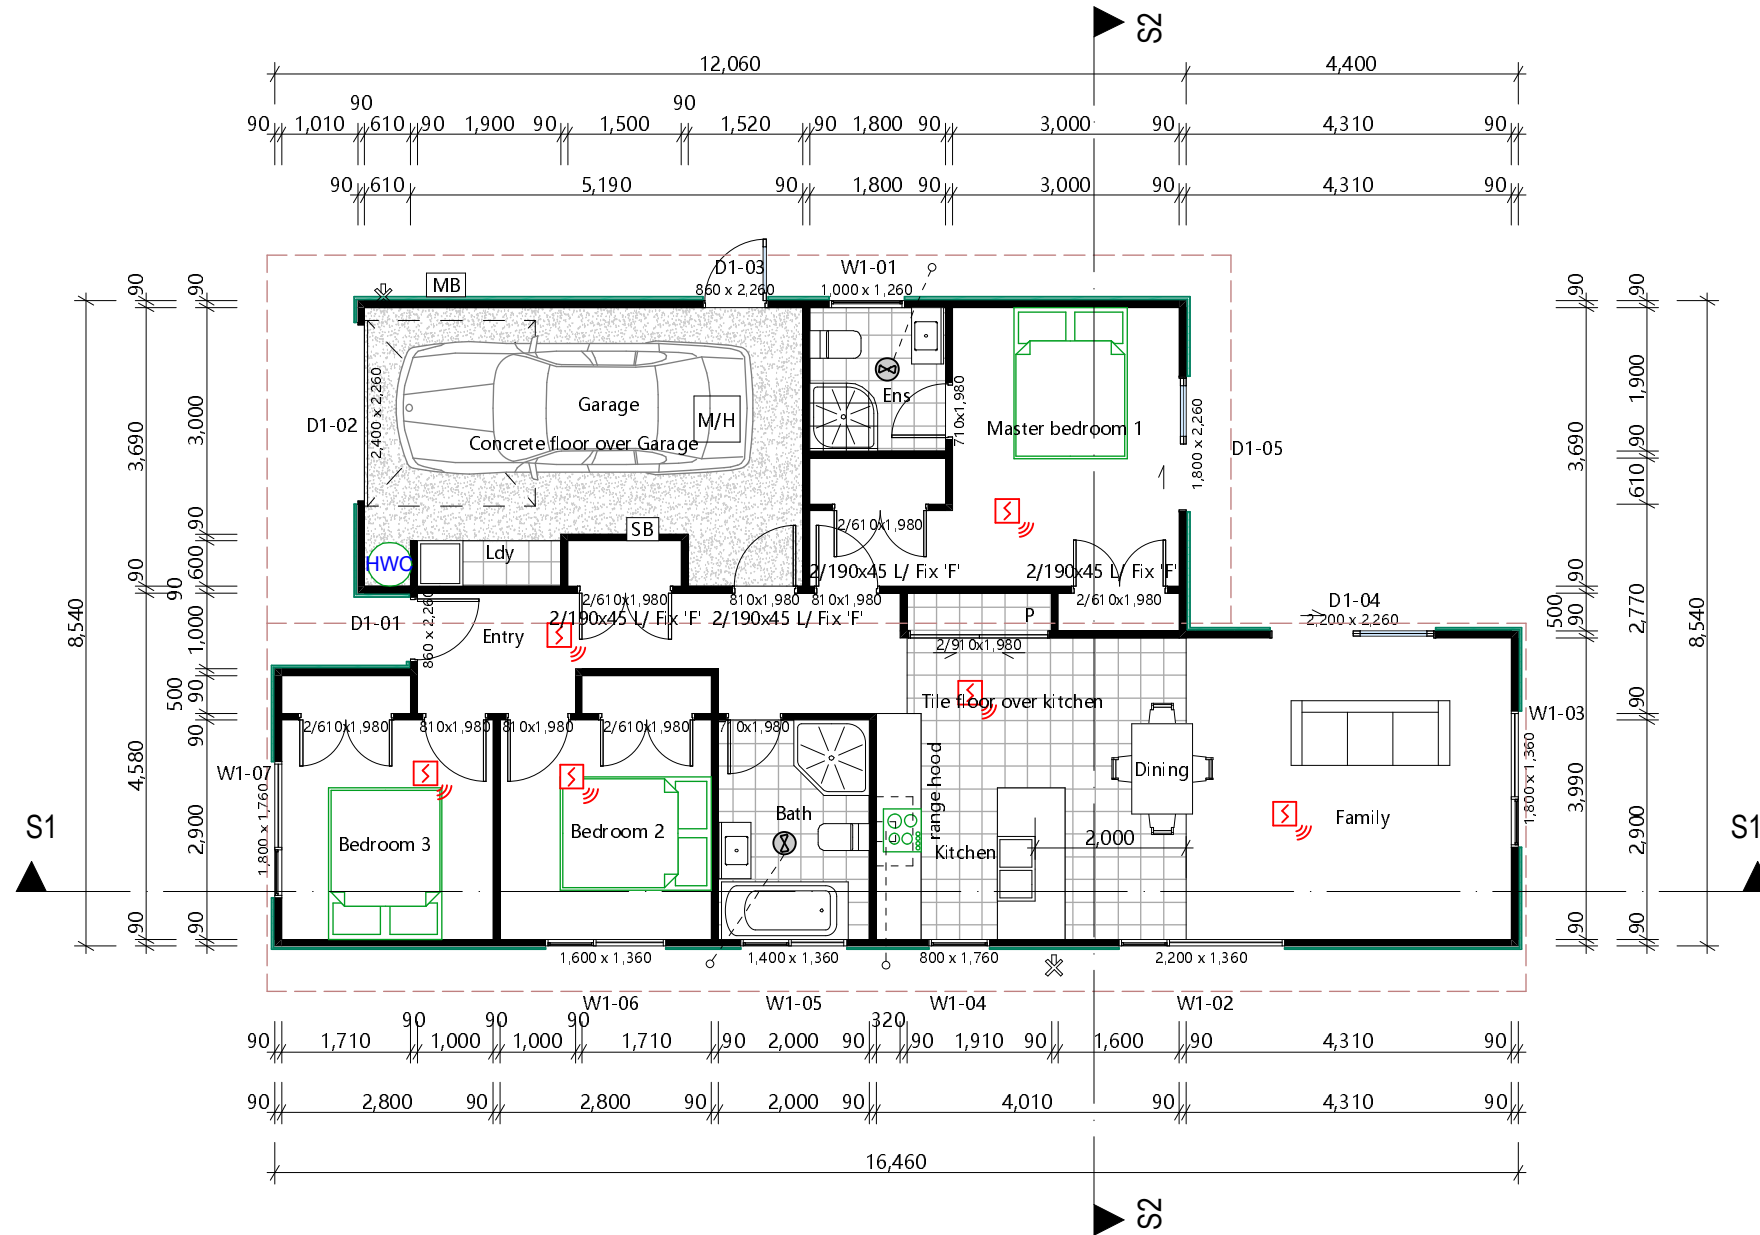 S2
12,060
4,400
90
90
90
1,010
610
90
1,900
90
1,500
1,520
90
1,800
90
3,000
90
4,310
90
90
610
5,190
90
1,800
90
3,000
90
4,310
90
MB
D1-03
860 x 2,260
W1-01
1,000 x 1,260
90
90
90
90
8,540
3,690
3,000
D1-02
2,400 x 2,260
Garage
Concrete floor over Garage
M/H
Ens
710x1,980
Master bedroom 1
1,800 x 2,260
D1-05
3,690
1,900
90
610
8,540
90
600
90
90
HWC
Ldy
SB
2/610x1,980
2/190x45 L/ Fix 'F'
2/190x45 L/ Fix 'F'
90
90
500
2,770
1,000
D1-01
860 x 2,260
Entry
2/610x1,980
810x1,980
810x1,980
2/190x45 L/ Fix 'F'
2/190x45 L/ Fix 'F'
2/610x1,980
P
2/910x1,980
D1-04
2,200 x 2,260
500
90
90
90
Tile floor over kitchen
2/610x1,980
810x1,980
810x1,980
2/610x1,980
710x1,980
W1-03
1,800 x 1,360
4,580
W1-07
1,800 x 1,760
2,900
Bedroom 3
Bedroom 2
Bath
range hood
Kitchen
Dining
2,000
Family
3,990
2,900
S1
S1
90
90
90
90
1,600 x 1,360
1,400 x 1,360
800 x 1,760
2,200 x 1,360
W1-06
W1-05
W1-04
W1-02
90
90
90
320
90
1,710
1,000
1,000
1,710
90
2,000
90
90
1,910
90
1,600
90
4,310
90
90
2,800
90
2,800
90
2,000
90
4,010
90
4,310
90
16,460
S2